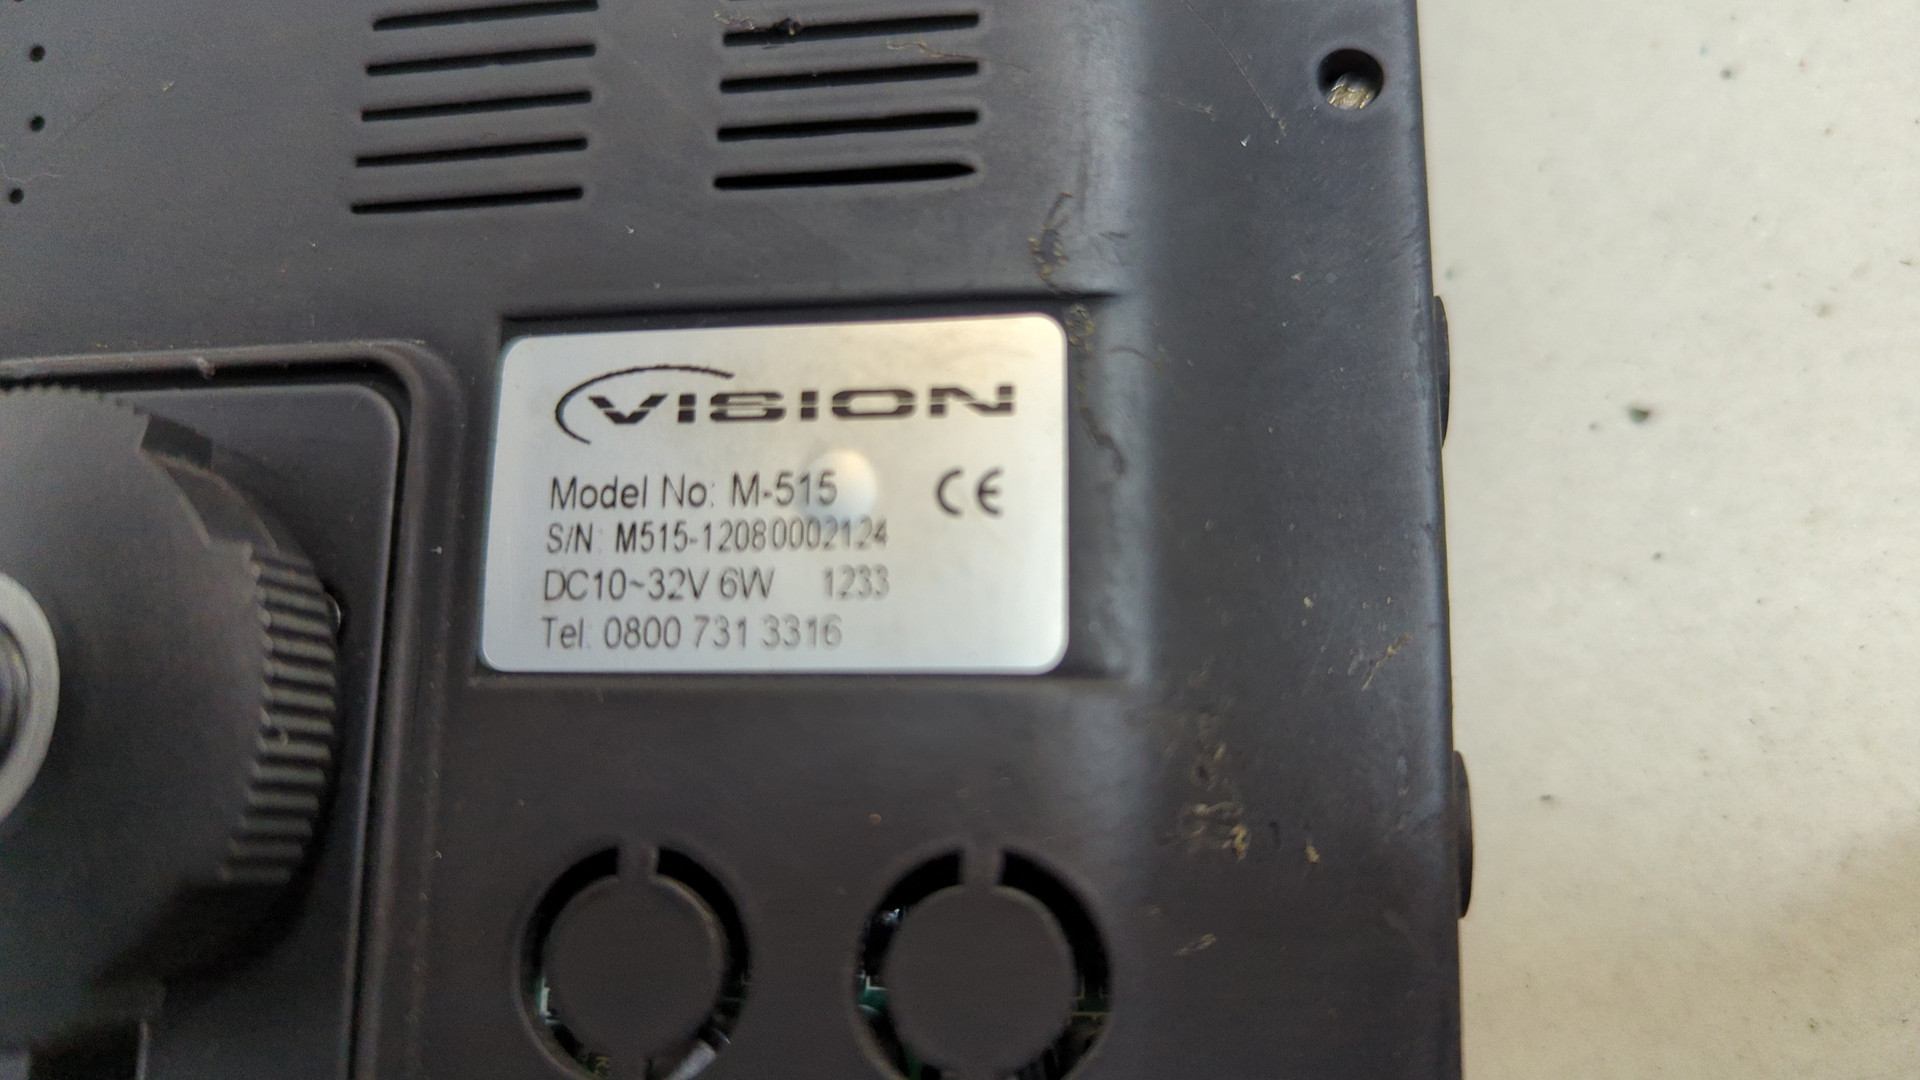 VISION
Model No: M-515 CE
S/N: M515-12080002124
DC10~32V 6W 1233
Tel: 0800 731 3316